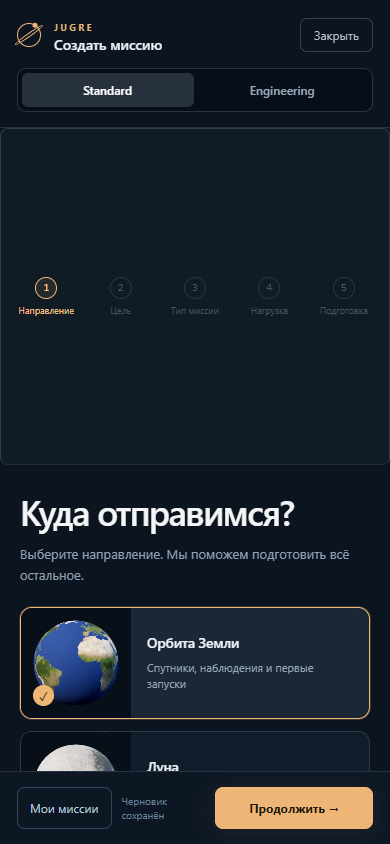 JUGRE
Создать миссию
Закрыть
Standard
Engineering
1
2
3
4
5
Направление
Цель
Тип миссии
Нагрузка
Подготовка
Куда отправимся?
Выберите направление. Мы поможем подготовить всё
остальное.
Орбита Земли
Спутники, наблюдения и первые
запуски
Луна
Мои миссии
Черновик
сохранён
Продолжить →